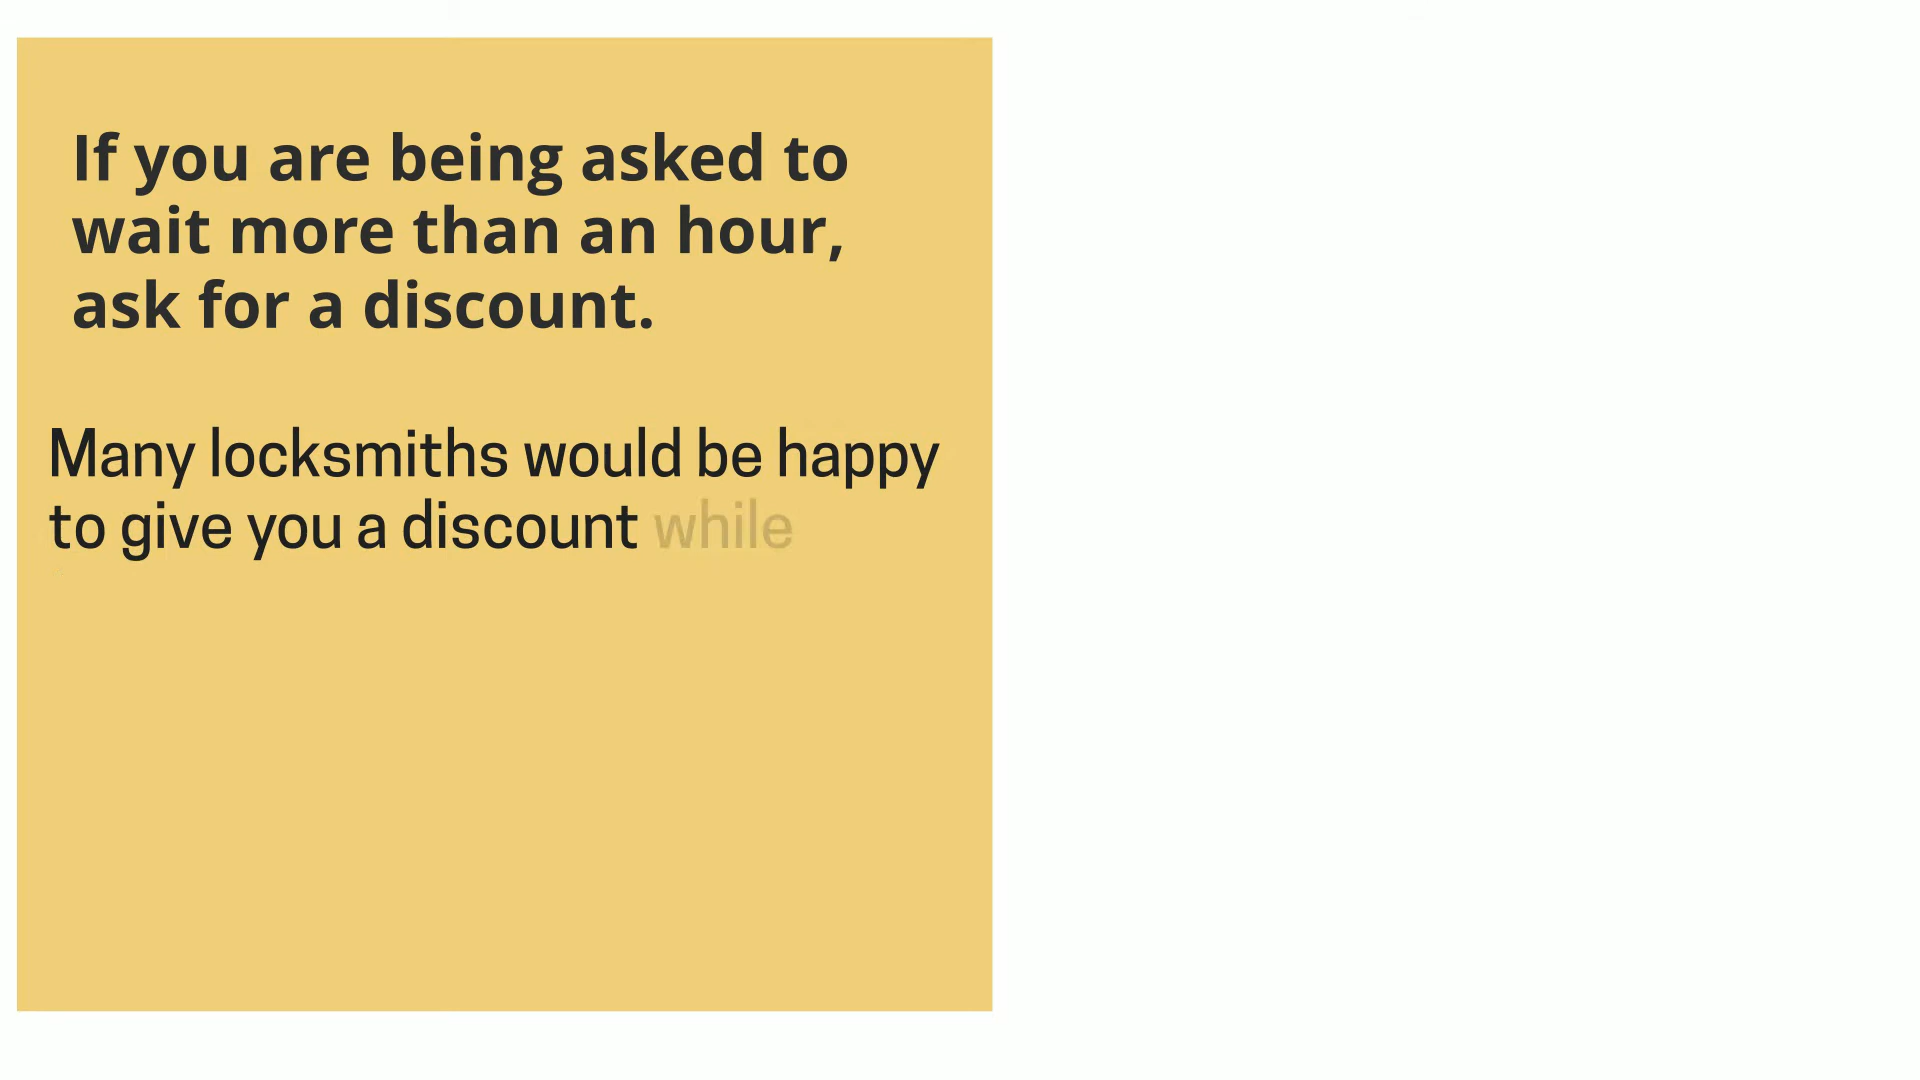 If you are being asked to
wait more than an hour,
ask for a discount.
Many locksmiths would be happy
to give you a discount while